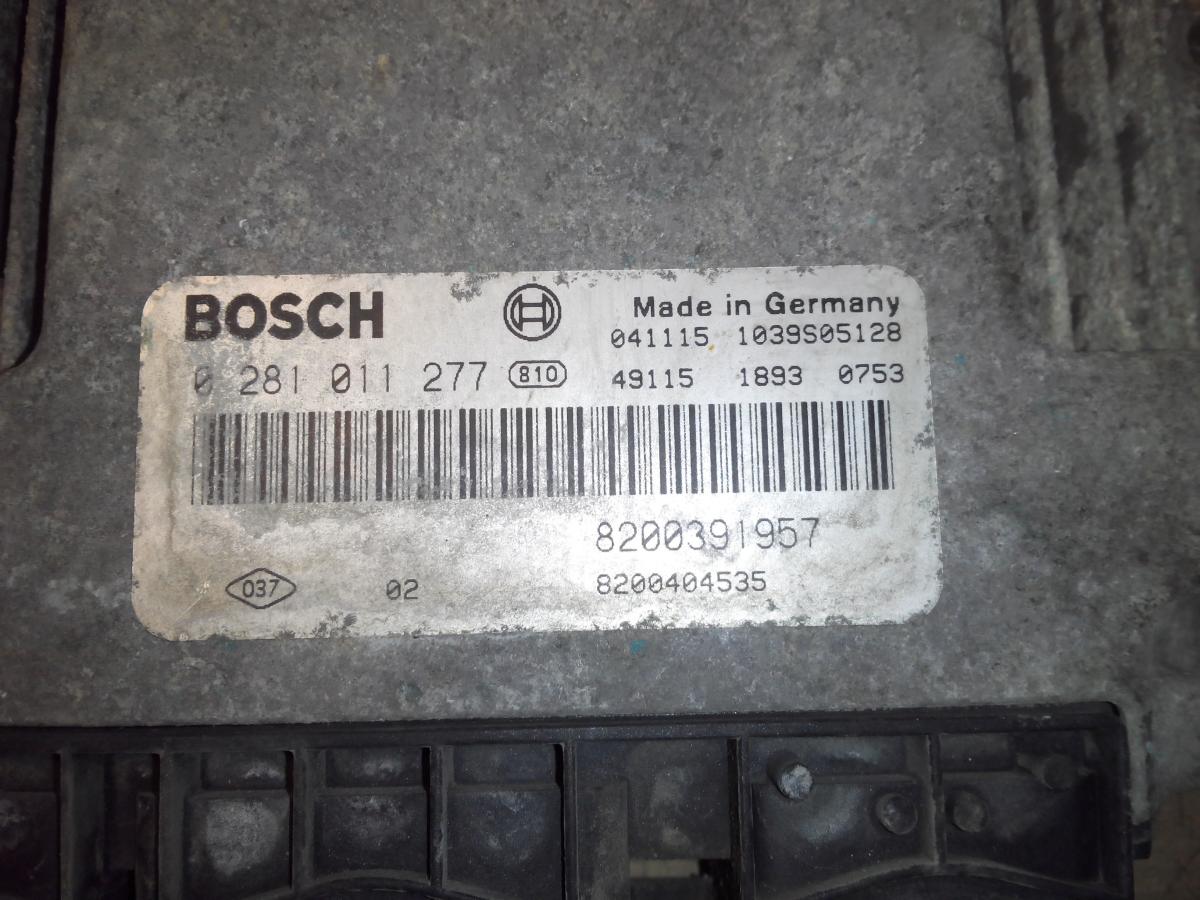 BOSCH
Made in Germany
041115 1039S05128
0 281 011 277 810 49115 1893 0753
8200391957
037 02 8200404535